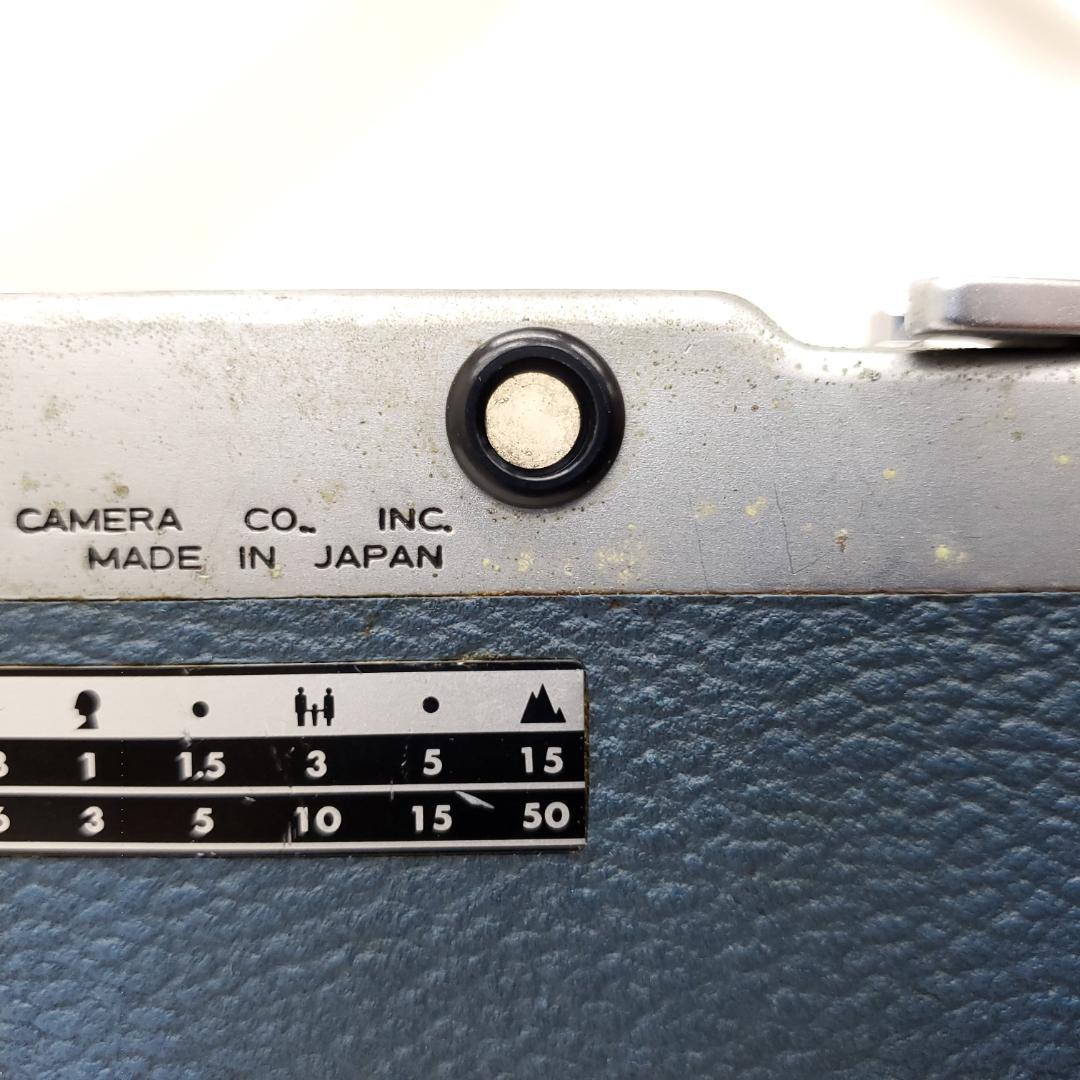 CAMERA CO. INC.
MADE IN JAPAN
1 1.5 3 5 15
3 5 10 15 50